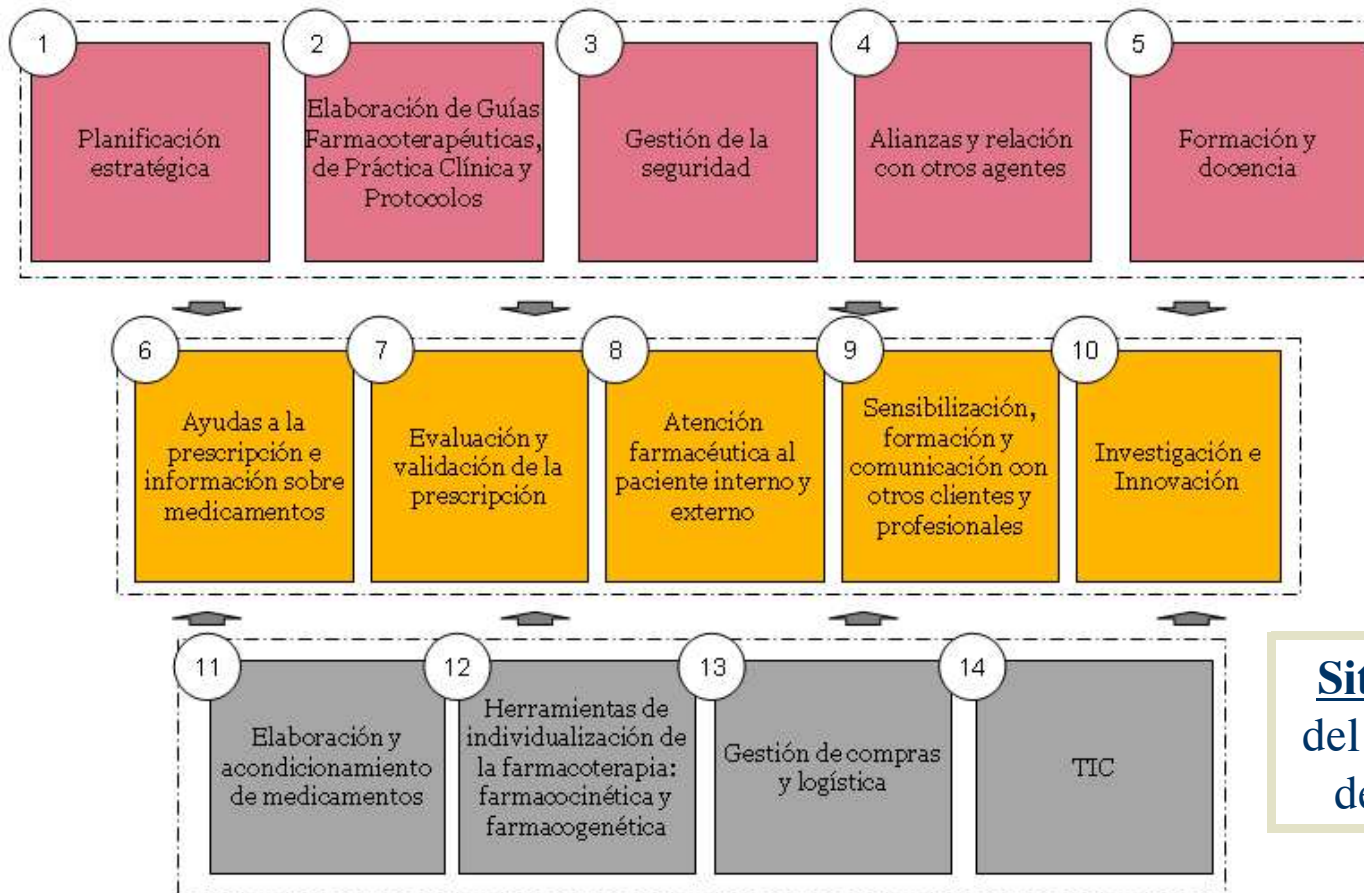 1
Planificación
estratégica
2
Elaboración de Guías
Farmacoterapéuticas,
de Práctica Clínica y
Protocolos
3
Gestión de la
seguridad
4
Alianzas y relación
con otros agentes
5
Formación y
docencia
6
Ayudas a la
prescripción e
información sobre
medicamentos
7
Evaluación y
validación de la
prescripción
8
Atención
farmacéutica al
paciente interno y
externo
9
Sensibilización,
formación y
comunicación con
otros clientes y
profesionales
10
Investigación e
Innovación
11
Elaboración y
acondicionamiento
de medicamentos
12
Herramientas de
individualización de
la farmacoterapia:
farmacocinética y
farmacogenética
13
Gestión de compras
y logística
14
TIC
del